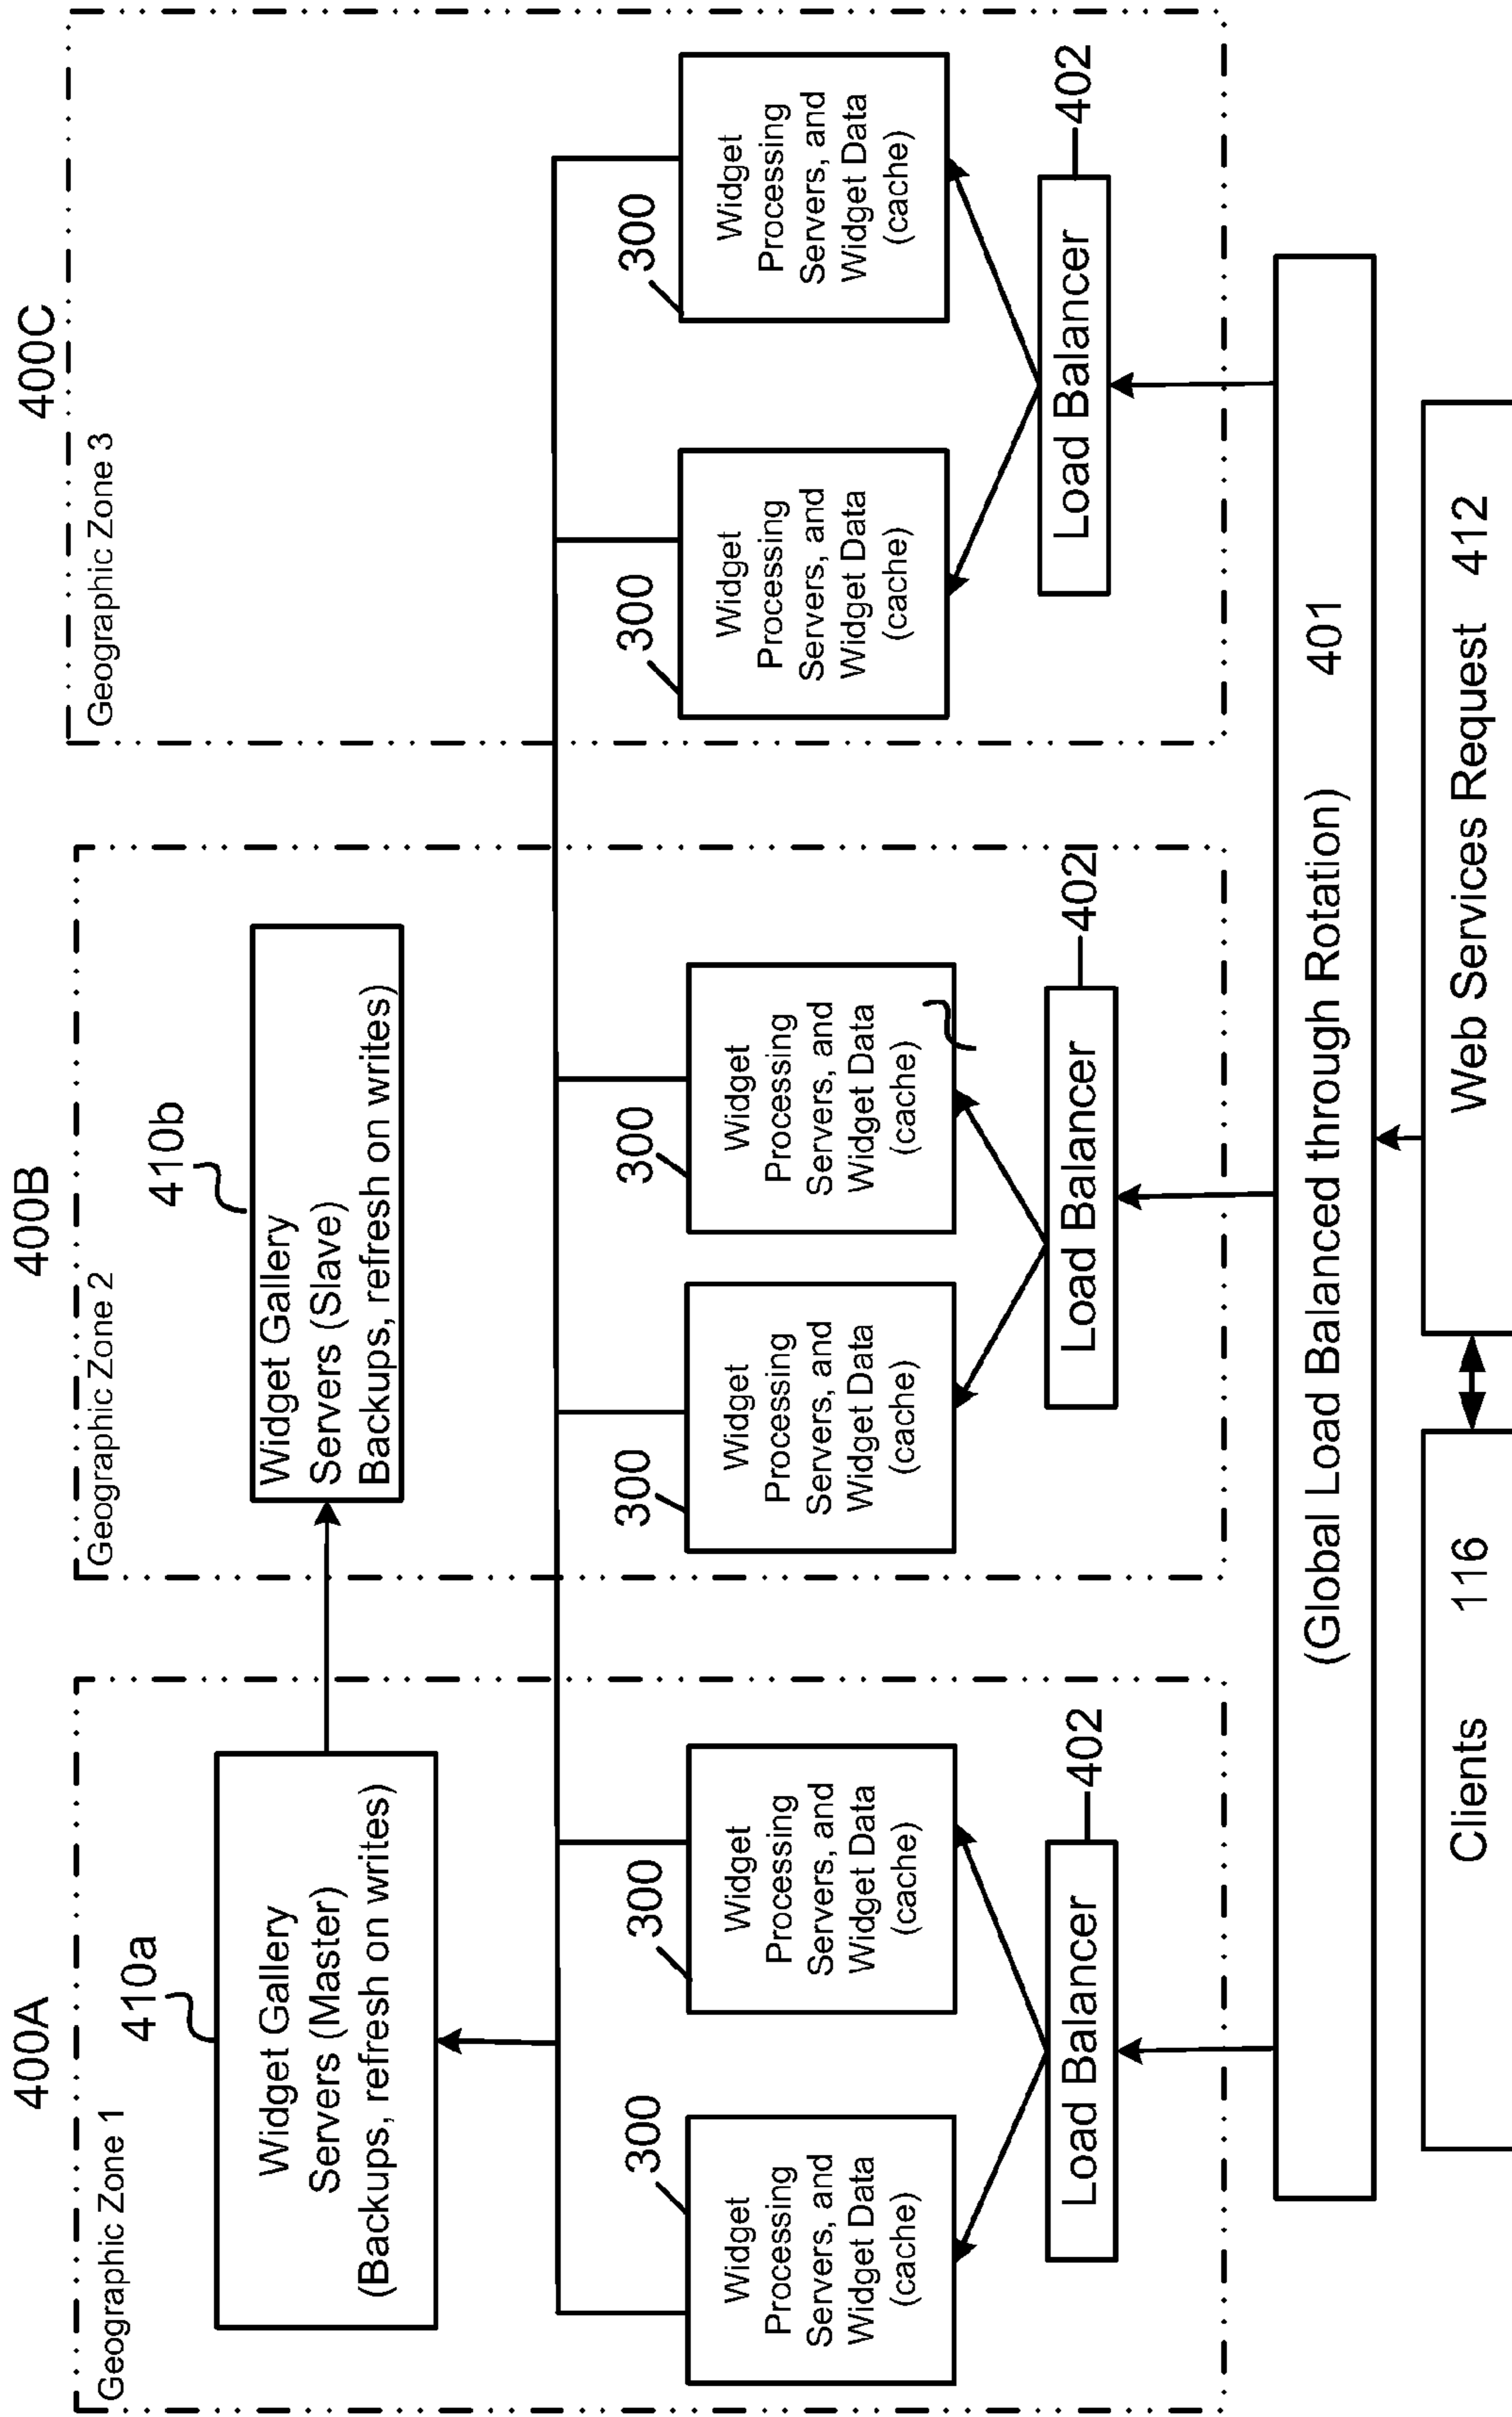 400A
400B
400C
Geographic Zone 1
410a
Widget Gallery
Servers (Master)
(Backups, refresh on writes)
300
Widget
Processing
Servers, and
Widget Data
(cache)
300
Widget
Processing
Servers, and
Widget Data
(cache)
402
Load Balancer
Geographic Zone 2
410b
Widget Gallery
Servers (Slave)
Backups, refresh on writes)
300
Widget
Processing
Servers, and
Widget Data
(cache)
300
Widget
Processing
Servers, and
Widget Data
(cache)
402
Load Balancer
Geographic Zone 3
300
Widget
Processing
Servers, and
Widget Data
(cache)
300
Widget
Processing
Servers, and
Widget Data
(cache)
402
Load Balancer
(Global Load Balanced through Rotation) 401
Clients 116
Web Services Request 412